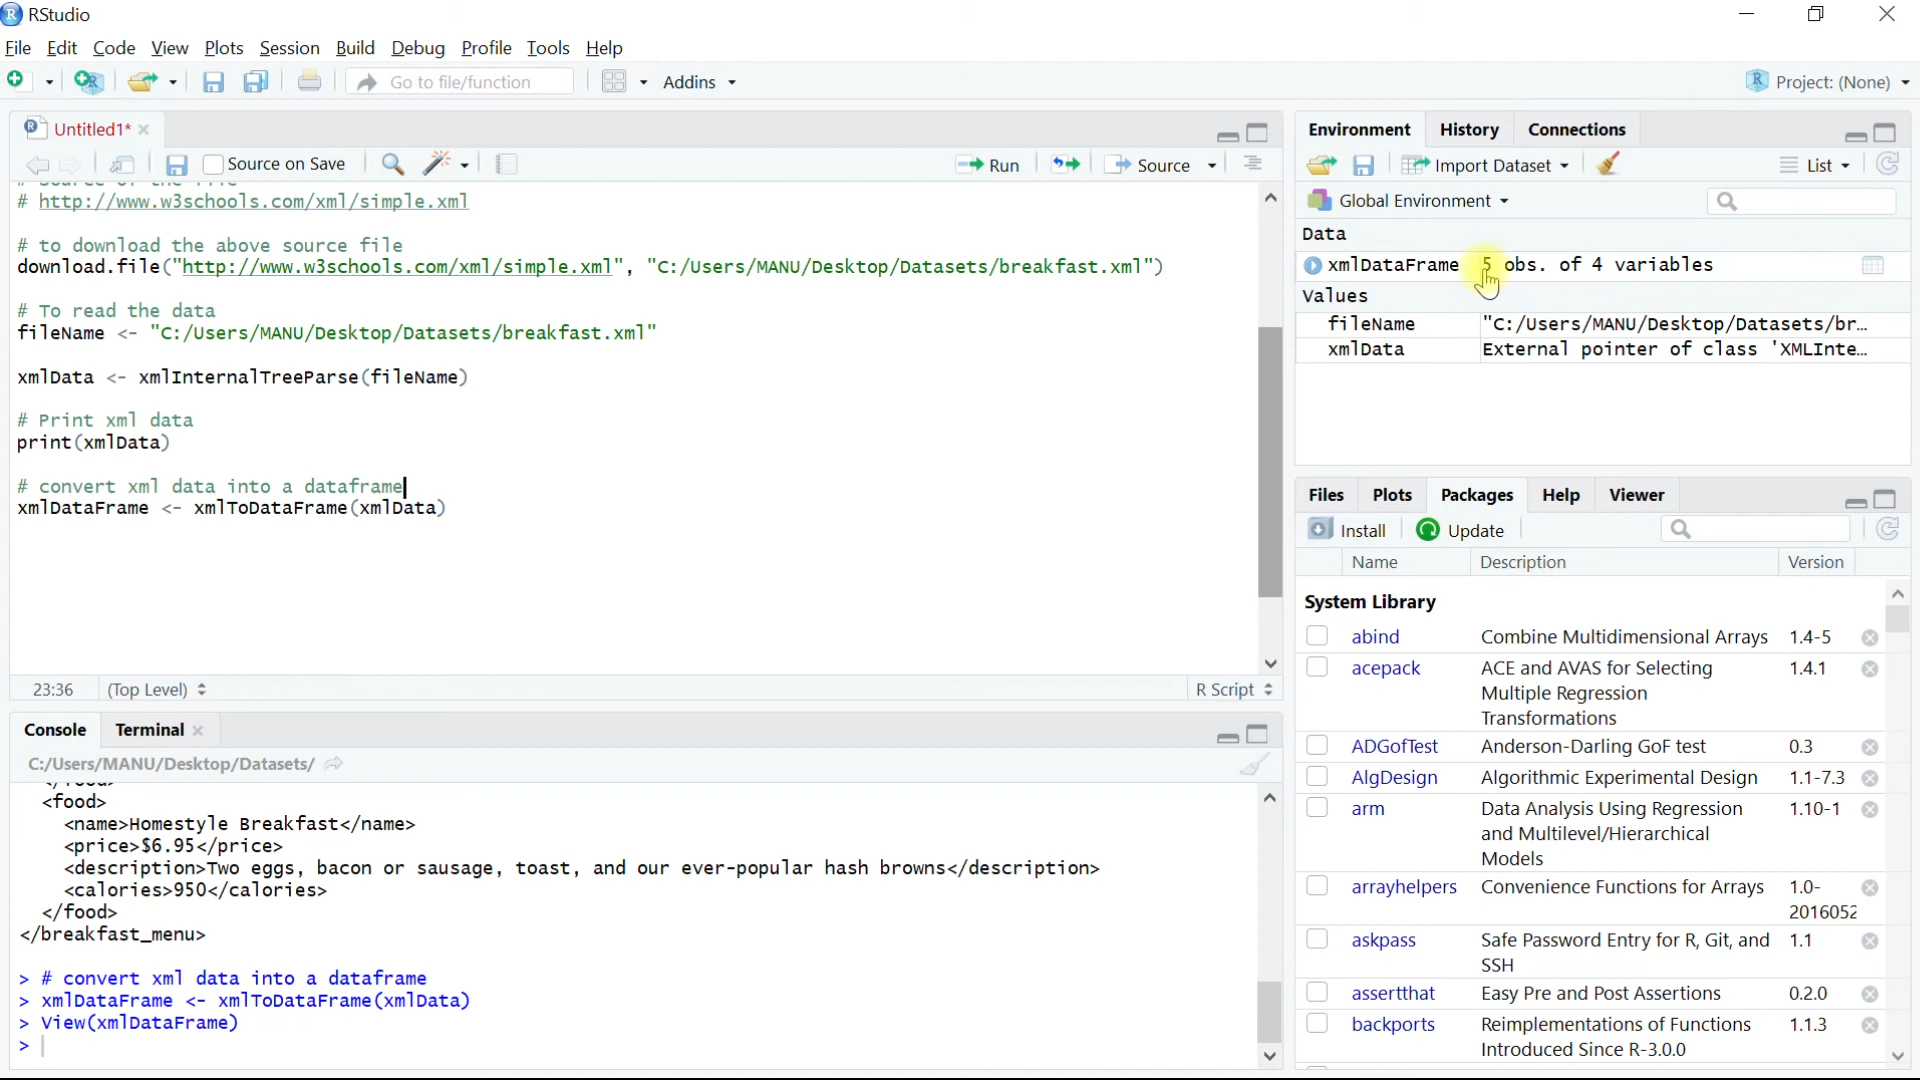 RStudio
File Edit Code View Plots Session Build Debug Profile Tools Help
Go to file/function Addins Project: (None)
Untitled1*
Source on Save Run Source
# http://www.w3schools.com/xml/simple.xml
# to download the above source file
download.file("http://www.w3schools.com/xml/simple.xml", "C:/Users/MANU/Desktop/Datasets/breakfast.xml")
# To read the data
fileName <- "C:/Users/MANU/Desktop/Datasets/breakfast.xml"
xmlData <- xmlInternalTreeParse(fileName)
# Print xml data
print(xmlData)
# convert xml data into a dataframe
xmlDataFrame <- xmlToDataFrame(xmlData)
23:36 (Top Level) R Script
Console Terminal
C:/Users/MANU/Desktop/Datasets/
<food>
<name>Homestyle Breakfast</name>
<price>$6.95</price>
<description>Two eggs, bacon or sausage, toast, and our ever-popular hash browns</description>
<calories>950</calories>
</food>
</breakfast_menu>
> # convert xml data into a dataframe
> xmlDataFrame <- xmlToDataFrame(xmlData)
> View(xmlDataFrame)
>
Environment History Connections
Import Dataset List
Global Environment
Data
xmlDataFrame 5 obs. of 4 variables
Values
fileName "C:/Users/MANU/Desktop/Datasets/br…
xmlData External pointer of class 'XMLInte…
Files Plots Packages Help Viewer
Install Update
Name Description Version
System Library
abind Combine Multidimensional Arrays 1.4-5
acepack ACE and AVAS for Selecting 1.4.1
Multiple Regression
Transformations
ADGofTest Anderson-Darling GoF test 0.3
AlgDesign Algorithmic Experimental Design 1.1-7.3
arm Data Analysis Using Regression 1.10-1
and Multilevel/Hierarchical
Models
arrayhelpers Convenience Functions for Arrays 1.0-
2016052
askpass Safe Password Entry for R, Git, and 1.1
SSH
assertthat Easy Pre and Post Assertions 0.2.0
backports Reimplementations of Functions 1.1.3
Introduced Since R-3.0.0